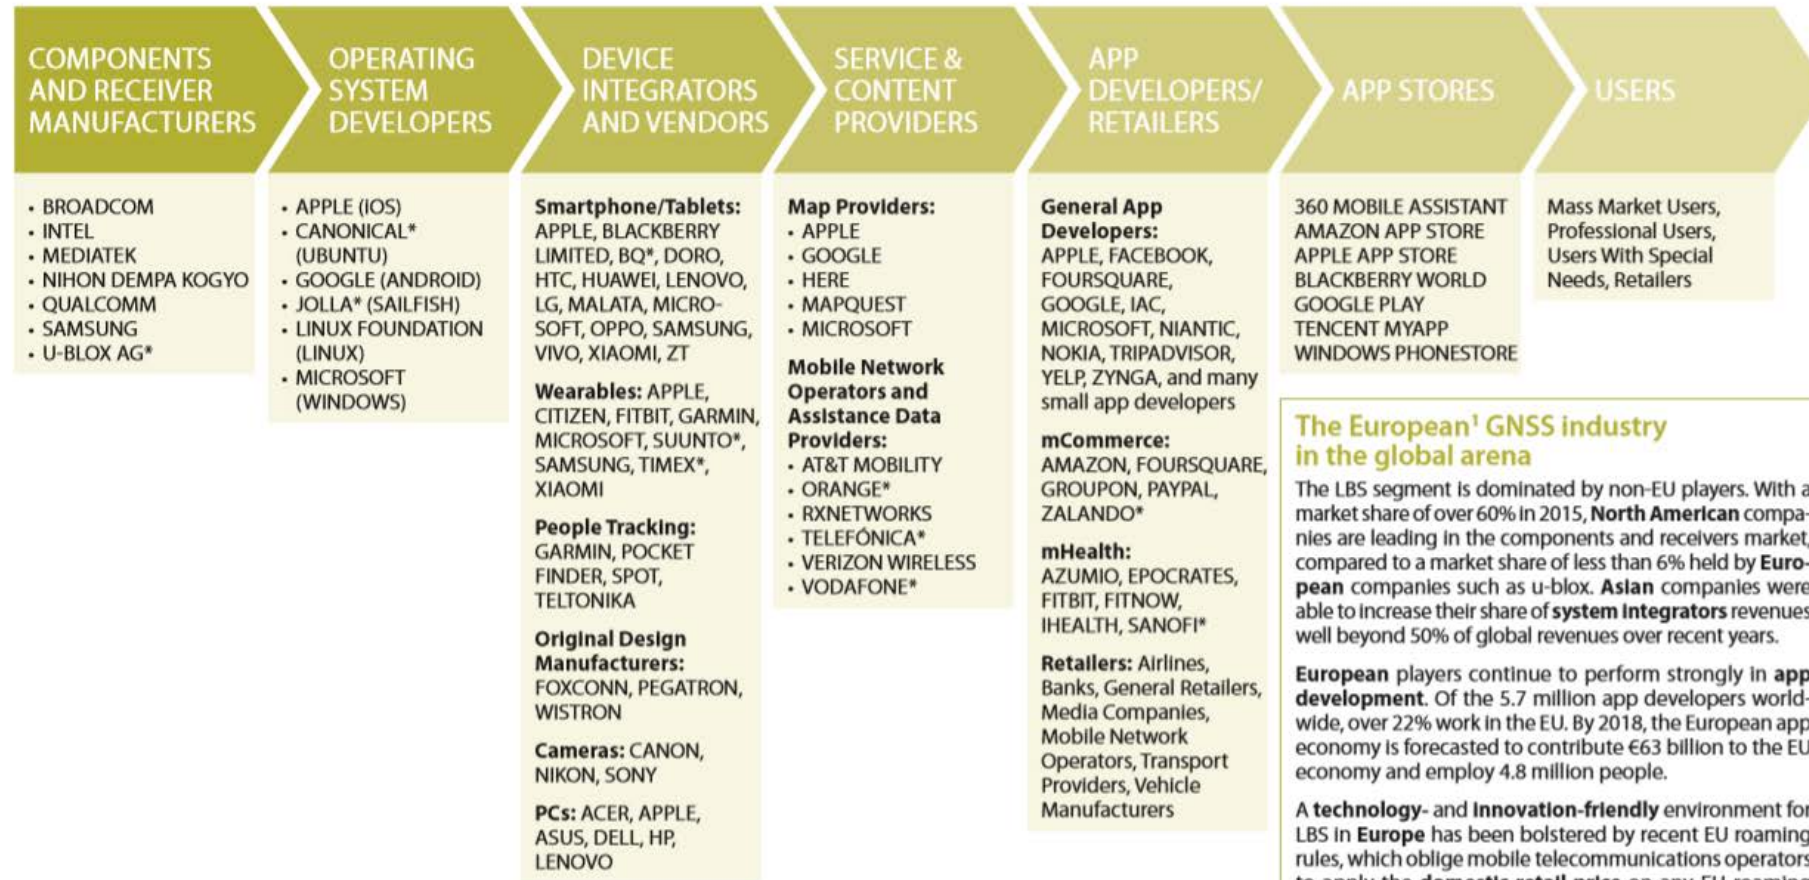 COMPONENTS
AND RECEIVER
MANUFACTURERS
• BROADCOM
• INTEL
• MEDIATEK
• NIHON DEMPA KOGYO
• QUALCOMM
• SAMSUNG
• U-BLOX AG*
OPERATING
SYSTEM
DEVELOPERS
• APPLE (IOS)
• CANONICAL*
(UBUNTU)
• GOOGLE (ANDROID)
• JOLLA* (SAILFISH)
• LINUX FOUNDATION
(LINUX)
• MICROSOFT
(WINDOWS)
DEVICE
INTEGRATORS
AND VENDORS
Smartphone/Tablets:
APPLE, BLACKBERRY
LIMITED, BQ*, DORO,
HTC, HUAWEI, LENOVO,
LG, MALATA, MICRO-
SOFT, OPPO, SAMSUNG,
VIVO, XIAOMI, ZT
Wearables: APPLE,
CITIZEN, FITBIT, GARMIN,
MICROSOFT, SUUNTO*,
SAMSUNG, TIMEX*,
XIAOMI
People Tracking:
GARMIN, POCKET
FINDER, SPOT,
TELTONIKA
Original Design
Manufacturers:
FOXCONN, PEGATRON,
WISTRON
Cameras: CANON,
NIKON, SONY
PCs: ACER, APPLE,
ASUS, DELL, HP,
LENOVO
SERVICE &
CONTENT
PROVIDERS
Map Providers:
• APPLE
• GOOGLE
• HERE
• MAPQUEST
• MICROSOFT
Mobile Network
Operators and
Assistance Data
Providers:
• AT&T MOBILITY
• ORANGE*
• RXNETWORKS
• TELEFÓNICA*
• VERIZON WIRELESS
• VODAFONE*
APP
DEVELOPERS/
RETAILERS
General App
Developers:
APPLE, FACEBOOK,
FOURSQUARE,
GOOGLE, IAC,
MICROSOFT, NIANTIC,
NOKIA, TRIPADVISOR,
YELP, ZYNGA, and many
small app developers
mCommerce:
AMAZON, FOURSQUARE,
GROUPON, PAYPAL,
ZALANDO*
mHealth:
AZUMIO, EPOCRATES,
FITBIT, FITNOW,
IHEALTH, SANOFI*
Retailers: Airlines,
Banks, General Retailers,
Media Companies,
Mobile Network
Operators, Transport
Providers, Vehicle
Manufacturers
APP STORES
360 MOBILE ASSISTANT
AMAZON APP STORE
APPLE APP STORE
BLACKBERRY WORLD
GOOGLE PLAY
TENCENT MYAPP
WINDOWS PHONESTORE
USERS
Mass Market Users,
Professional Users,
Users With Special
Needs, Retailers
The European¹ GNSS industry
in the global arena
The LBS segment is dominated by non-EU players. With a
market share of over 60% in 2015, North American compa-
nies are leading in the components and receivers market,
compared to a market share of less than 6% held by Euro-
pean companies such as u-blox. Asian companies were
able to increase their share of system integrators revenues
well beyond 50% of global revenues over recent years.
European players continue to perform strongly in app
development. Of the 5.7 million app developers world-
wide, over 22% work in the EU. By 2018, the European app
economy is forecasted to contribute €63 billion to the EU
economy and employ 4.8 million people.
A technology- and innovation-friendly environment for
LBS in Europe has been bolstered by recent EU roaming
rules, which oblige mobile telecommunications operators
to apply the domestic retail price on any EU roaming